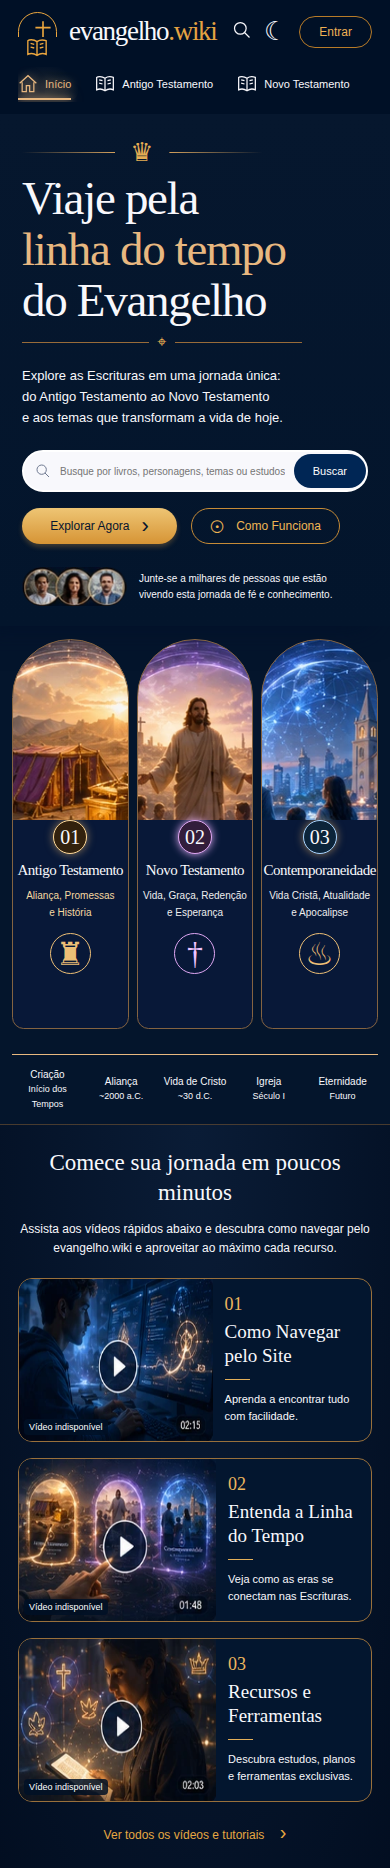 evangelho.wiki
Entrar
Início
Antigo Testamento
Novo Testamento
Viaje pela
linha do tempo
do Evangelho
Explore as Escrituras em uma jornada única:
do Antigo Testamento ao Novo Testamento
e aos temas que transformam a vida de hoje.
Busque por livros, personagens, temas ou estudos
Buscar
Explorar Agora
Como Funciona
Junte-se a milhares de pessoas que estão
vivendo esta jornada de fé e conhecimento.
01
Antigo Testamento
Aliança, Promessas
e História
02
Novo Testamento
Vida, Graça, Redenção
e Esperança
03
Contemporaneidade
Vida Cristã, Atualidade
e Apocalipse
Criação
Início dos
Tempos
Aliança
~2000 a.C.
Vida de Cristo
~30 d.C.
Igreja
Século I
Eternidade
Futuro
Comece sua jornada em poucos
minutos
Assista aos vídeos rápidos abaixo e descubra como navegar pelo
evangelho.wiki e aproveitar ao máximo cada recurso.
Vídeo indisponível
02:15
01
Como Navegar
pelo Site
Aprenda a encontrar tudo
com facilidade.
Vídeo indisponível
01:48
02
Entenda a Linha
do Tempo
Veja como as eras se
conectam nas Escrituras.
Vídeo indisponível
02:03
03
Recursos e
Ferramentas
Descubra estudos, planos
e ferramentas exclusivas.
Ver todos os vídeos e tutoriais